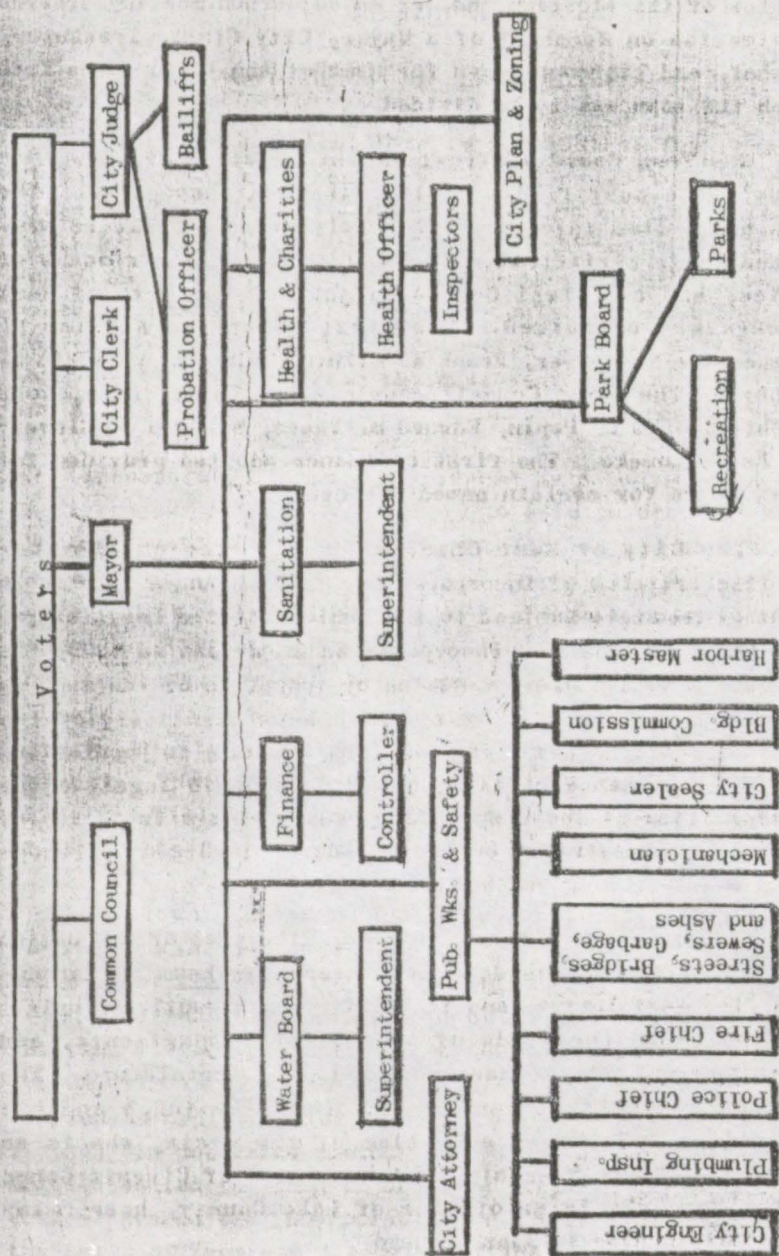 Voters
Common Council
Mayor
City Clerk
City Judge
Probation Officer
Bailiffs
Water Board
Finance
Sanitation
Health & Charities
Superintindent
Controller
Superintendent
Health Officer
Inspectors
City Attorney
Pub. Wks. & Safety
Park Board
City Plan & Zoning
Recreation
Parks
City Engineer
Plumbing Insp.
Police Chief
Fire Chief
Streets, Bridges,
Sewers, Garbage,
and Ashes
Mechanician
City Sealer
Bldg. Commission
Harbor Master